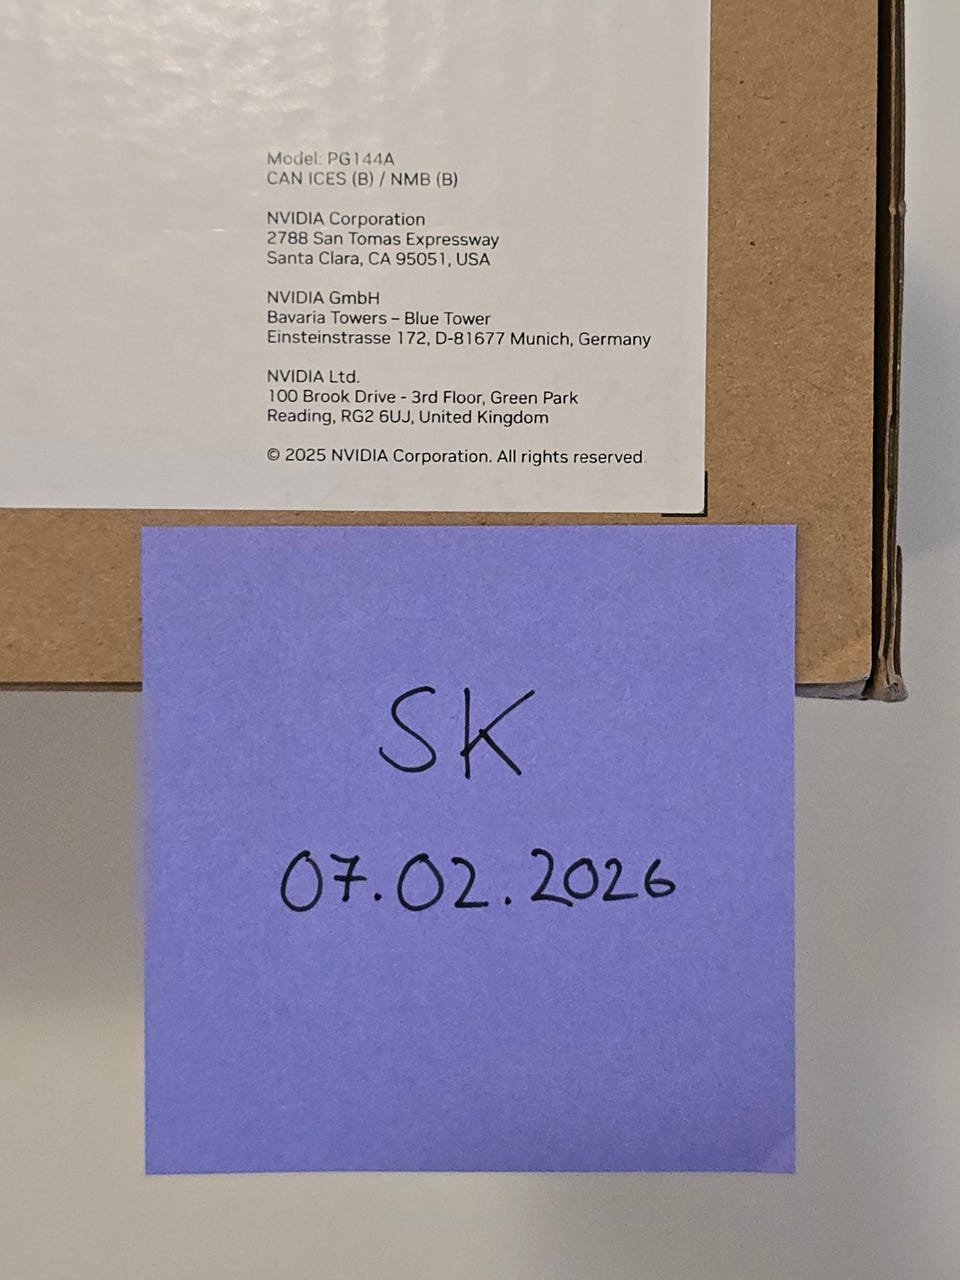 Model: PG144A
CAN ICES (B) / NMB (B)
NVIDIA Corporation
2788 San Tomas Expressway
Santa Clara, CA 95051, USA
NVIDIA GmbH
Bavaria Towers – Blue Tower
Einsteinstrasse 172, D-81677 Munich, Germany
NVIDIA Ltd.
100 Brook Drive - 3rd Floor, Green Park
Reading, RG2 6UJ, United Kingdom
© 2025 NVIDIA Corporation. All rights reserved.
SK
07.02.2026